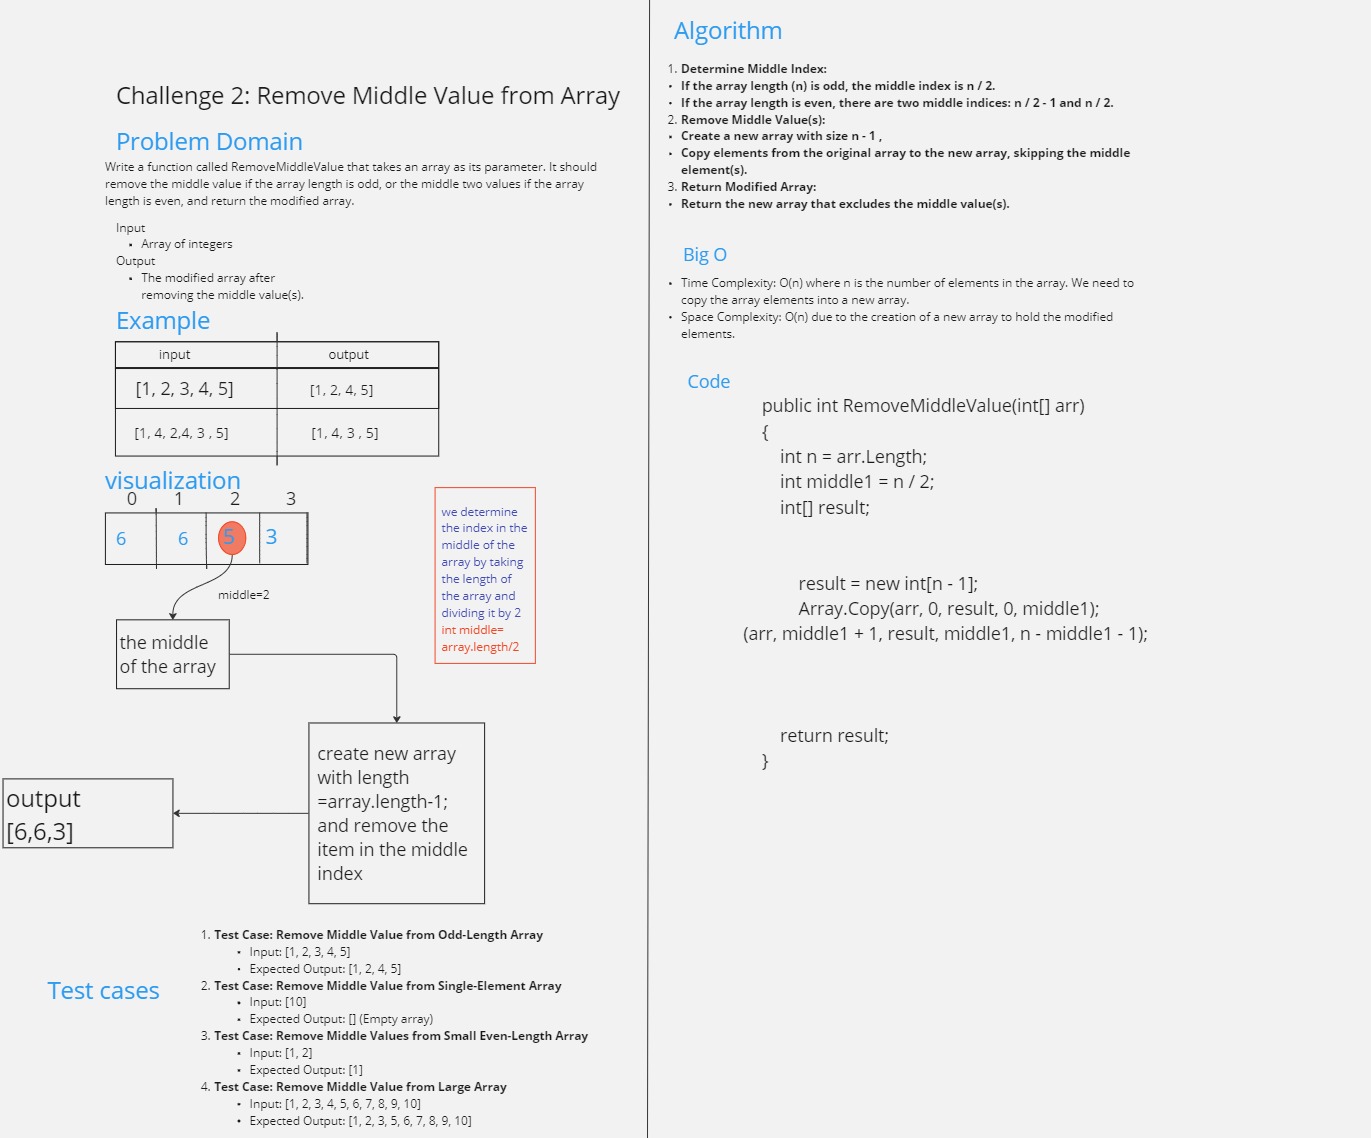 Challenge 2: Remove Middle Value from Array
Problem Domain
Write a function called RemoveMiddleValue that takes an array as its parameter. It should
remove the middle value if the array length is odd, or the middle two values if the array
length is even, and return the modified array.
Input
• Array of integers
Output
• The modified array after
removing the middle value(s).
Example
input output
[1, 2, 3, 4, 5] [1, 2, 4, 5]
[1, 4, 2,4, 3 , 5] [1, 4, 3 , 5]
visualization
0 1 2 3
6 6 5 3
middle=2
we determine
the index in the
middle of the
array by taking
the length of
the array and
dividing it by 2
int middle=
array.length/2
the middle
of the array
create new array
with length
=array.length-1;
and remove the
item in the middle
index
output
[6,6,3]
Test cases
1. Test Case: Remove Middle Value from Odd-Length Array
• Input: [1, 2, 3, 4, 5]
• Expected Output: [1, 2, 4, 5]
2. Test Case: Remove Middle Value from Single-Element Array
• Input: [10]
• Expected Output: [] (Empty array)
3. Test Case: Remove Middle Values from Small Even-Length Array
• Input: [1, 2]
• Expected Output: [1]
4. Test Case: Remove Middle Value from Large Array
• Input: [1, 2, 3, 4, 5, 6, 7, 8, 9, 10]
• Expected Output: [1, 2, 3, 5, 6, 7, 8, 9, 10]
Algorithm
1. Determine Middle Index:
• If the array length (n) is odd, the middle index is n / 2.
• If the array length is even, there are two middle indices: n / 2 - 1 and n / 2.
2. Remove Middle Value(s):
• Create a new array with size n - 1 ,
• Copy elements from the original array to the new array, skipping the middle
element(s).
3. Return Modified Array:
• Return the new array that excludes the middle value(s).
Big O
• Time Complexity: O(n) where n is the number of elements in the array. We need to
copy the array elements into a new array.
• Space Complexity: O(n) due to the creation of a new array to hold the modified
elements.
Code
public int RemoveMiddleValue(int[] arr)
{
int n = arr.Length;
int middle1 = n / 2;
int[] result;
result = new int[n - 1];
Array.Copy(arr, 0, result, 0, middle1);
(arr, middle1 + 1, result, middle1, n - middle1 - 1);
return result;
}